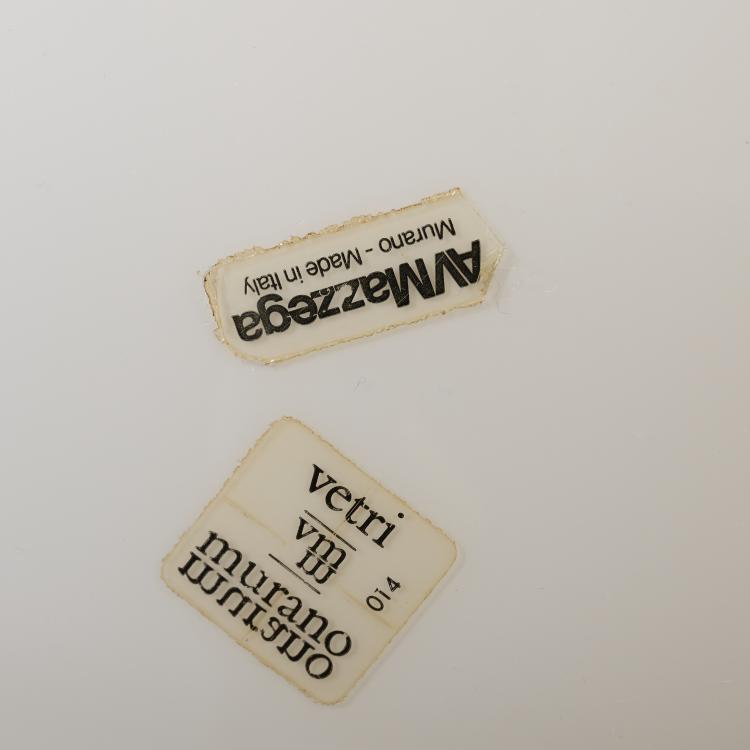 AVMazzega
Murano - Made in Italy
vetri
vm
murano
014